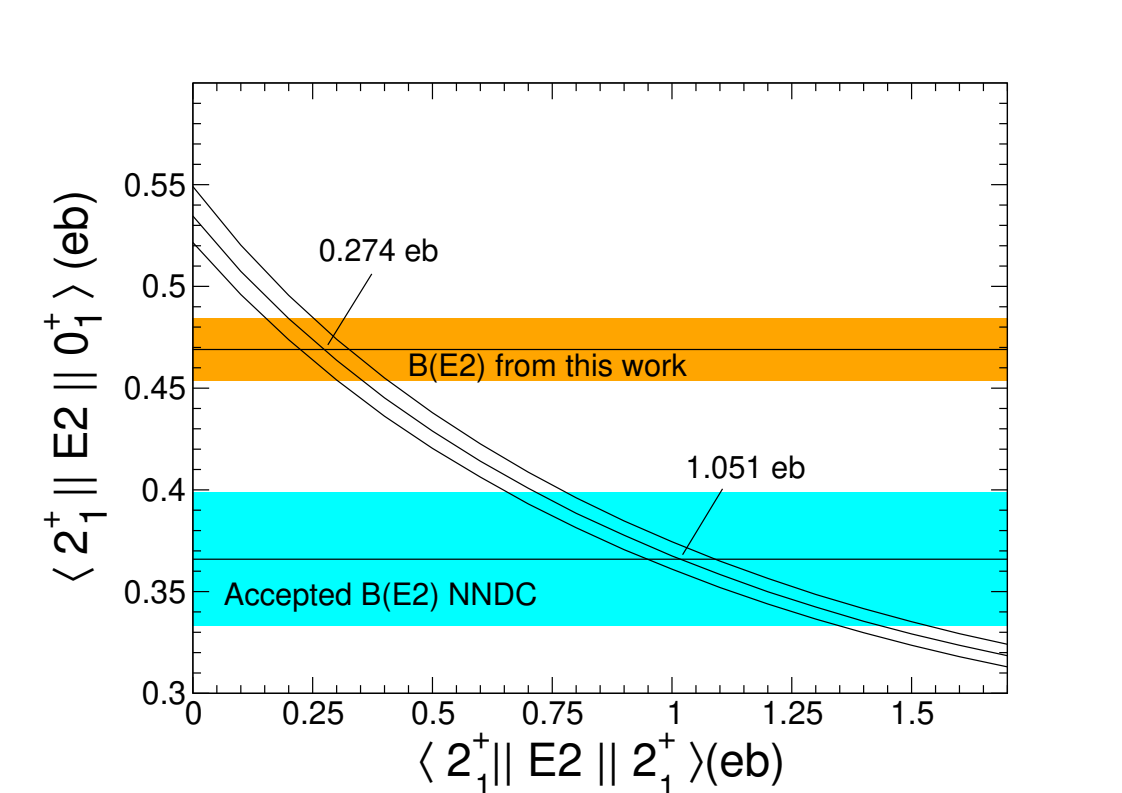 0.55
0.5
0.45
0.4
0.35
0.3
0
0.25
0.5
0.75
1
1.25
1.5
⟨ 2₁⁺ || E2 || 0₁⁺ ⟩ (eb)
0.274 eb
B(E2) from this work
1.051 eb
Accepted B(E2) NNDC
⟨ 2₁⁺ || E2 || 2₁⁺ ⟩(eb)